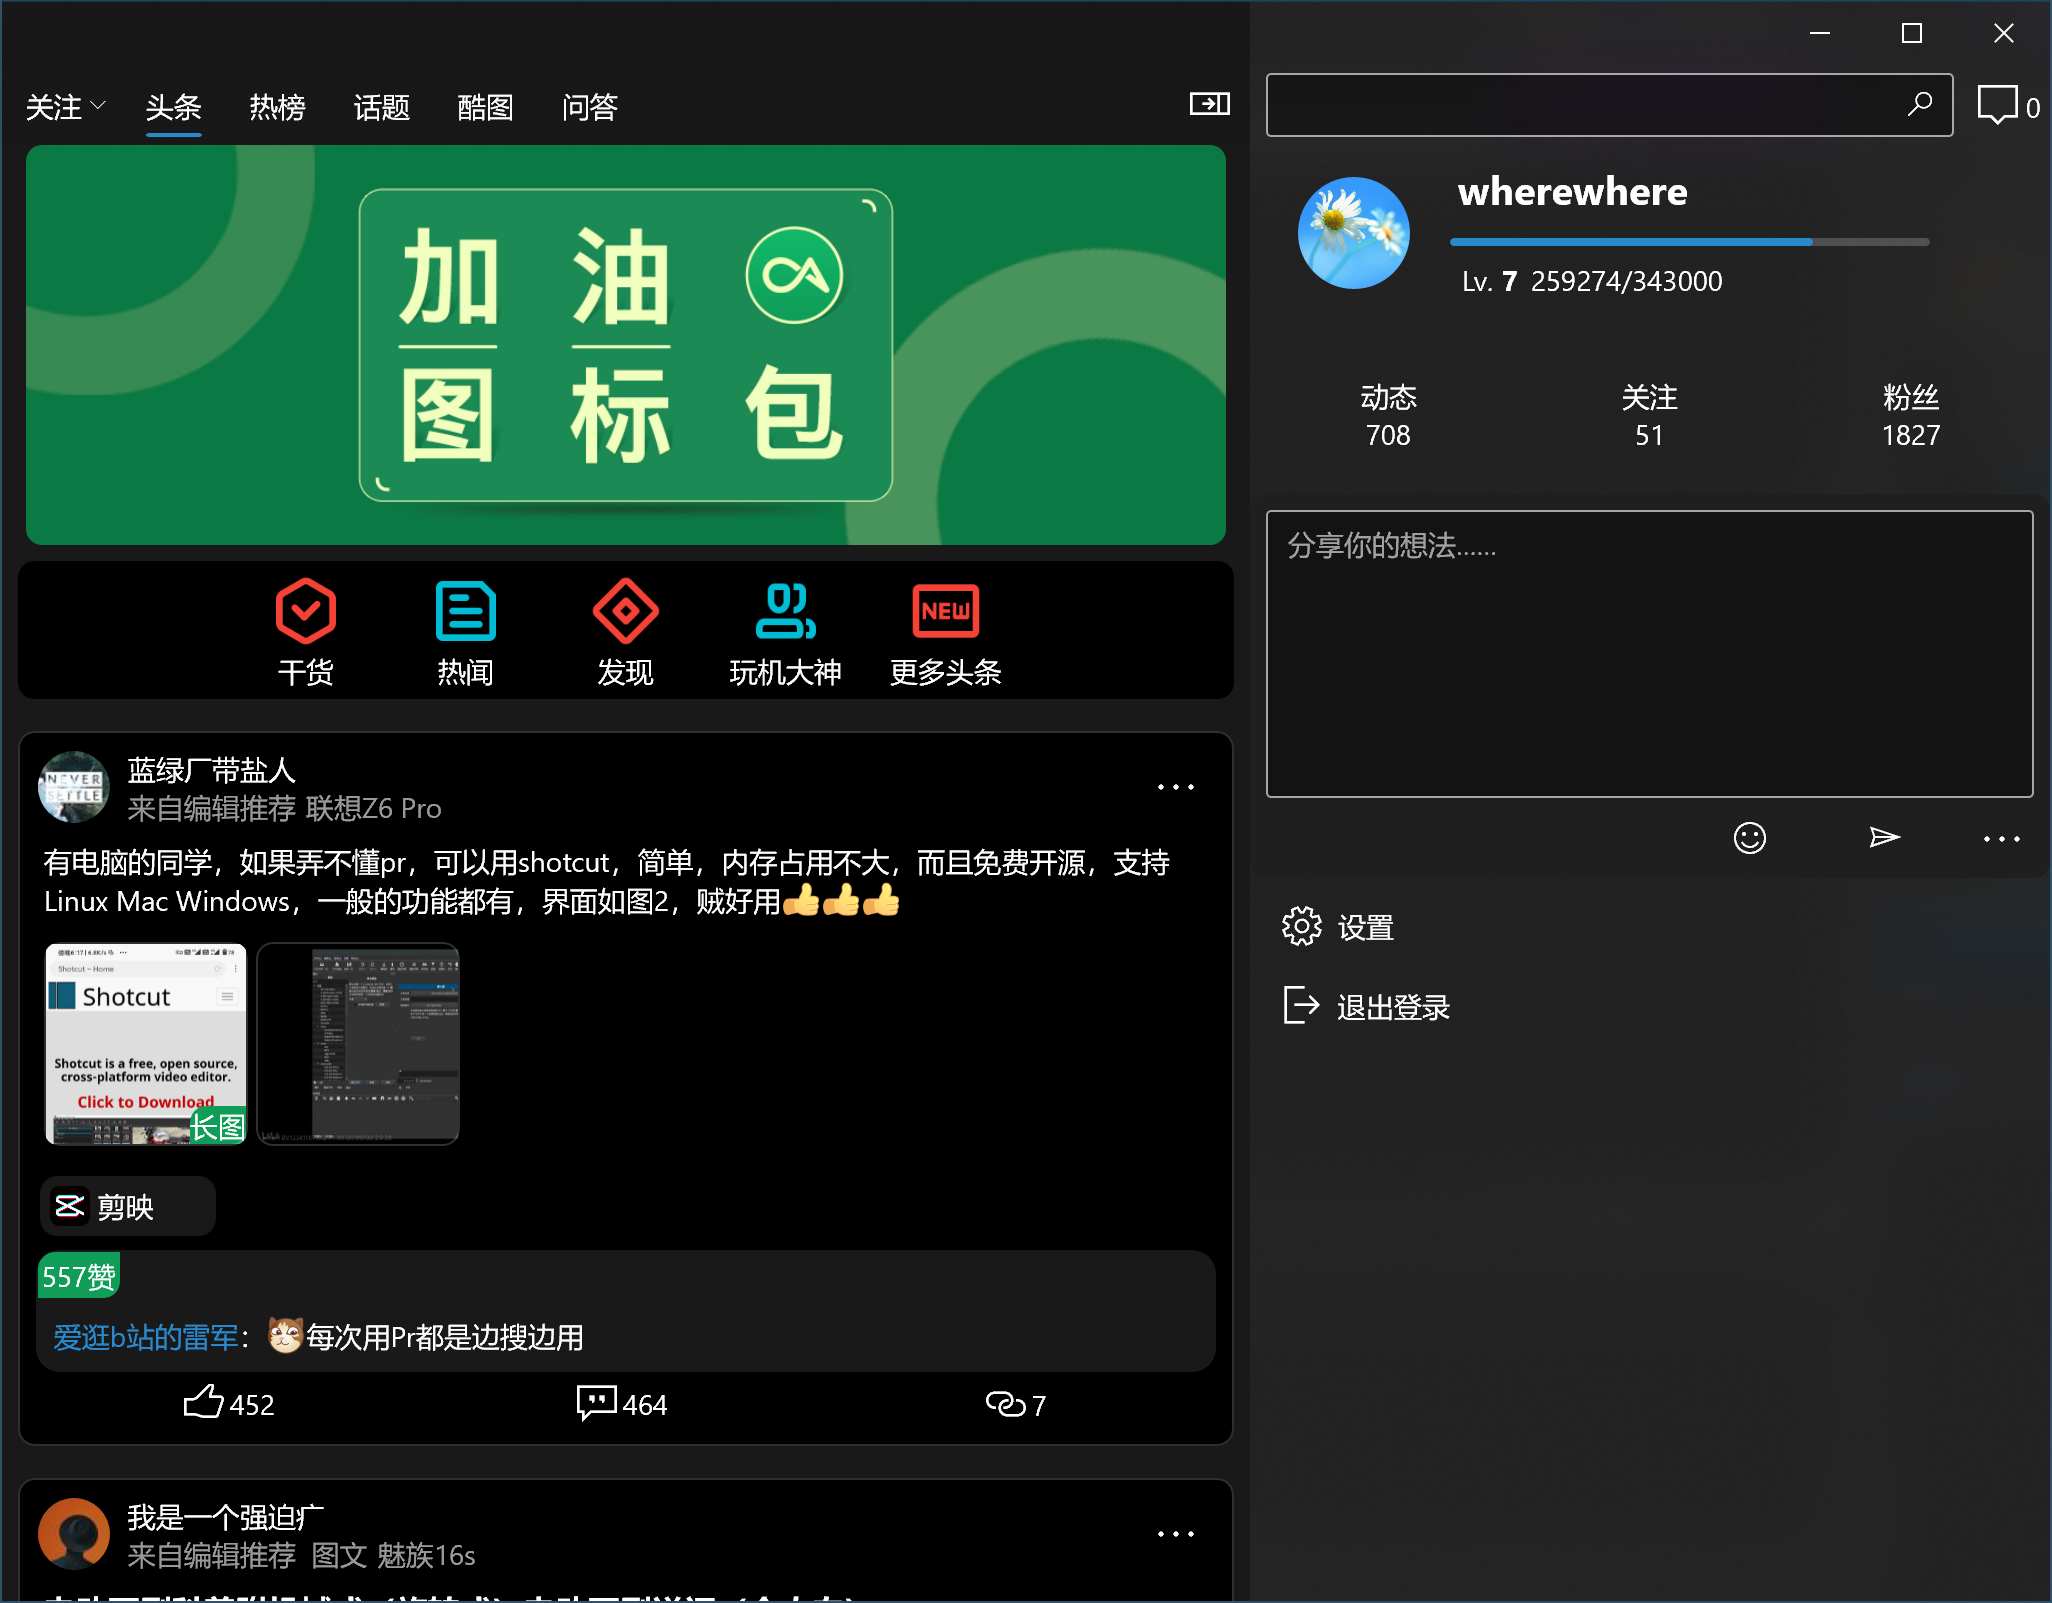 关注 头条 热榜 话题 酷图 问答
0
加油
图标包
wherewhere
Lv. 7 259274/343000
动态 关注 粉丝
708 51 1827
分享你的想法......
设置
退出登录
NEW
干货 热闻 发现 玩机大神 更多头条
蓝绿厂带盐人
来自编辑推荐 联想Z6 Pro
有电脑的同学，如果弄不懂pr，可以用shotcut，简单，内存占用不大，而且免费开源，支持
Linux Mac Windows，一般的功能都有，界面如图2，贼好用👍👍👍
NEVER
SETTLE
Shotcut - Home
Shotcut
Shotcut is a free, open source,
cross-platform video editor.
Click to Download
长图
剪映
557赞
爱逛b站的雷军：每次用Pr都是边搜边用
452 464 7
我是一个强迫疒
来自编辑推荐 图文 魅族16s